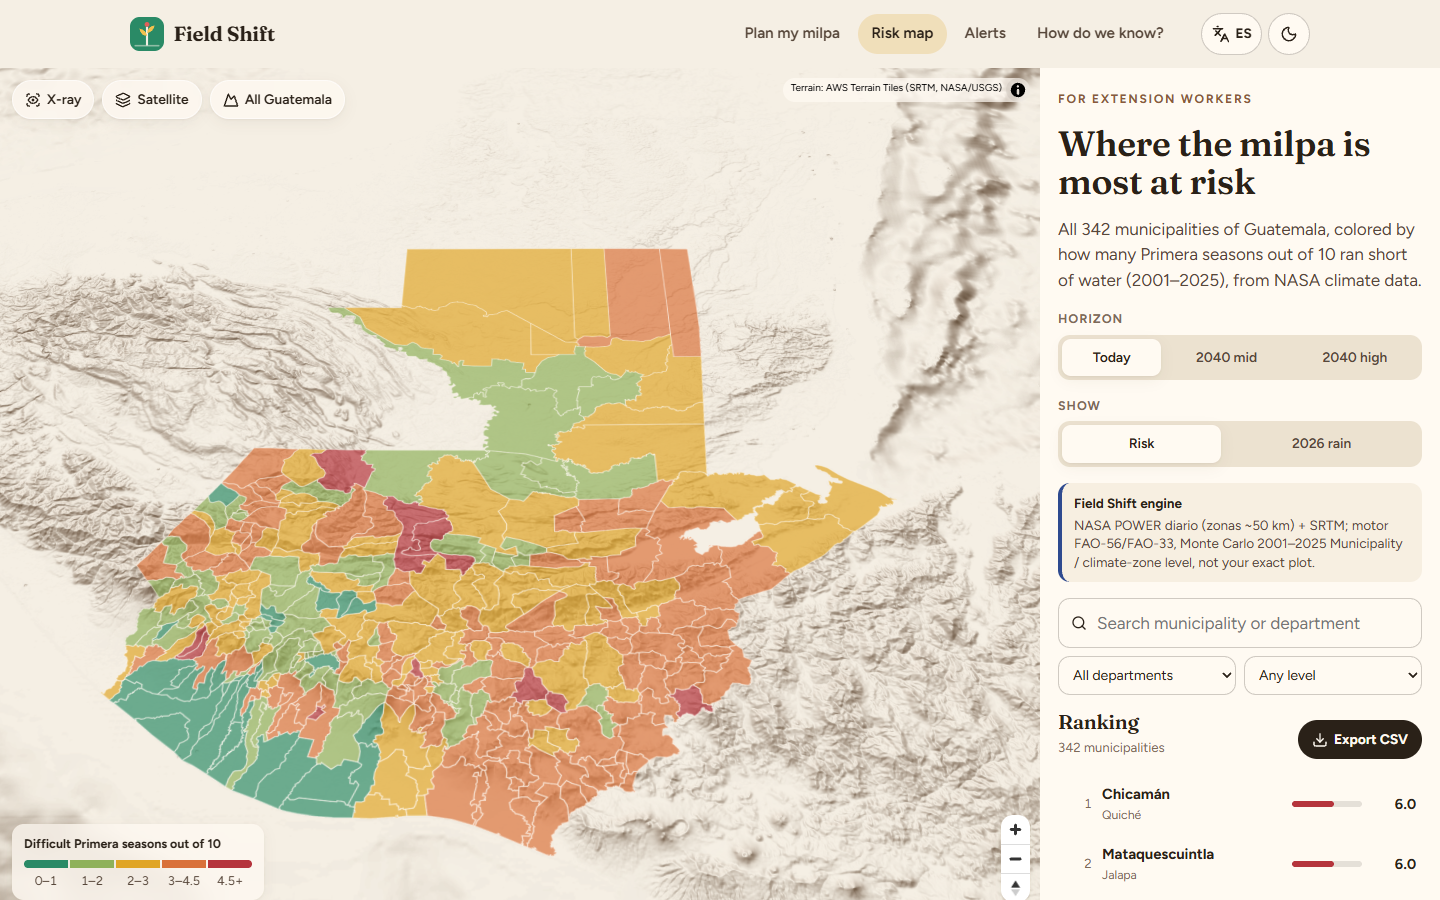 Field Shift
Plan my milpa
Risk map
Alerts
How do we know?
ES
X-ray
Satellite
All Guatemala
Terrain: AWS Terrain Tiles (SRTM, NASA/USGS)
FOR EXTENSION WORKERS
Where the milpa is
most at risk
All 342 municipalities of Guatemala, colored by
how many Primera seasons out of 10 ran short
of water (2001–2025), from NASA climate data.
HORIZON
Today
2040 mid
2040 high
SHOW
Risk
2026 rain
Field Shift engine
NASA POWER diario (zonas ~50 km) + SRTM; motor
FAO-56/FAO-33, Monte Carlo 2001–2025 Municipality
/ climate-zone level, not your exact plot.
Search municipality or department
All departments
Any level
Ranking
342 municipalities
Export CSV
1 Chicamán 6.0
Quiché
2 Mataquescuintla 6.0
Jalapa
Difficult Primera seasons out of 10
0–1 1–2 2–3 3–4.5 4.5+